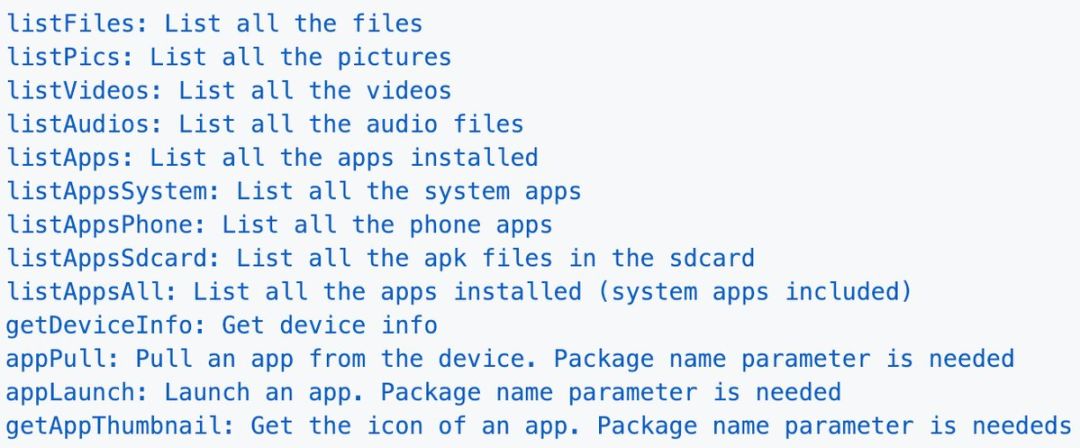 listFiles: List all the files
listPics: List all the pictures
listVideos: List all the videos
listAudios: List all the audio files
listApps: List all the apps installed
listAppsSystem: List all the system apps
listAppsPhone: List all the phone apps
listAppsSdcard: List all the apk files in the sdcard
listAppsAll: List all the apps installed (system apps included)
getDeviceInfo: Get device info
appPull: Pull an app from the device. Package name parameter is needed
appLaunch: Launch an app. Package name parameter is needed
getAppThumbnail: Get the icon of an app. Package name parameter is neededs